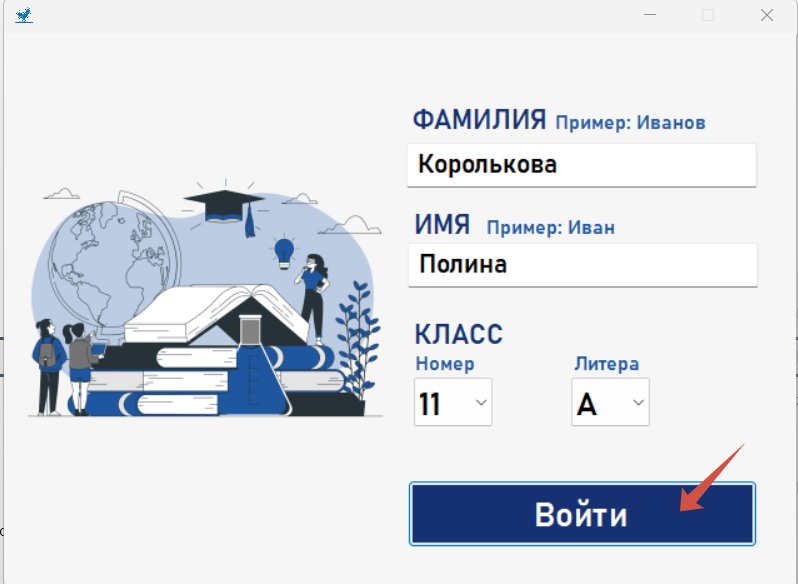 ФАМИЛИЯ Пример: Иванов
Королькова
ИМЯ Пример: Иван
Полина
КЛАСС
Номер Литера
11 А
Войти